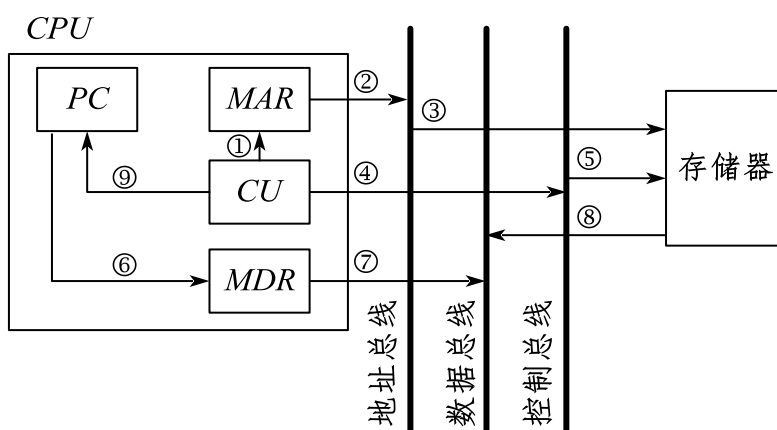 CPU
PC
MAR
②
③
①
⑨
CU
④
⑤
存储器
⑧
⑥
MDR
⑦
地址总线
数据总线
控制总线